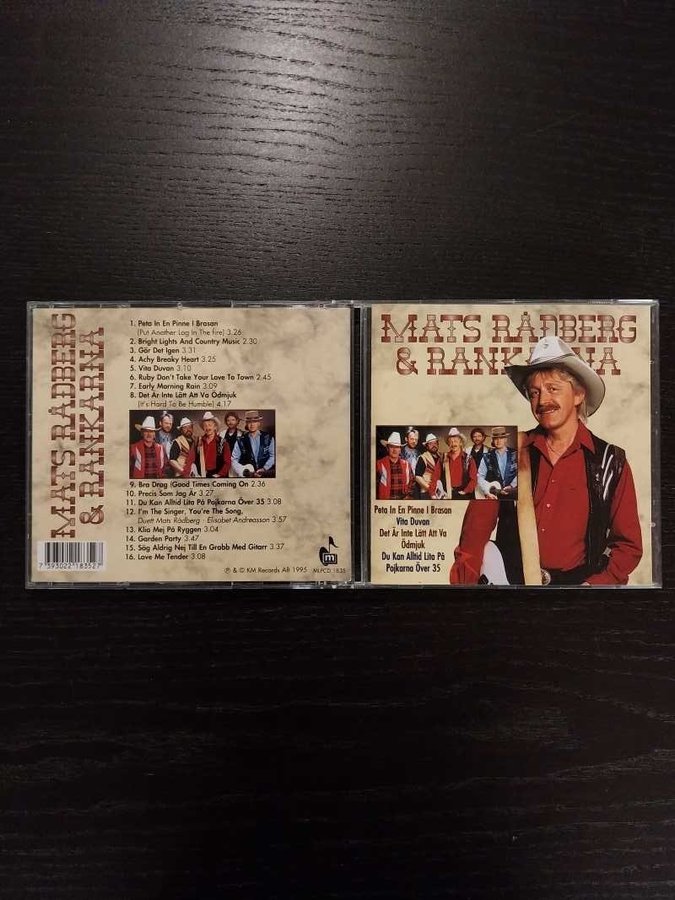 MATS RÅDBERG
& RANKARNA
1. Peta In En Pinne I Brasan
(Put Another Log In The Fire) 3.26
2. Bright Lights And Country Music 2.30
3. Gör Det Igen 3.31
4. Achy Breaky Heart 3.25
5. Vita Duvan 3.10
6. Ruby Don't Take Your Love To Town 2.45
7. Early Morning Rain 3.09
8. Det Är Inte Lätt Att Va Ödmjuk
(It's Hard To Be Humble) 4.17
9. Bra Drag (Good Times Coming On 2.36
10. Precis Som Jag Är 3.27
11. Du Kan Alltid Lita På Pojkarna Över 35 3.08
12. I'm The Singer, You're The Song,
Duett Mats Rådberg - Elisabet Andreasson 3.57
13. Klia Mej På Ryggen 3.04
14. Garden Party 3.47
15. Säg Aldrig Nej Till En Grabb Med Gitarr 3.16
16. Love Me Tender 3.08
7 393022 183527
m
℗ & © KM Records AB 1995
MLPCD 1835
MATS RÅDBERG
& RANKARNA
Peta In En Pinne I Brasan
Vita Duvan
Det Är Inte Lätt Att Va
Ödmjuk
Du Kan Alltid Lita På
Pojkarna Över 35